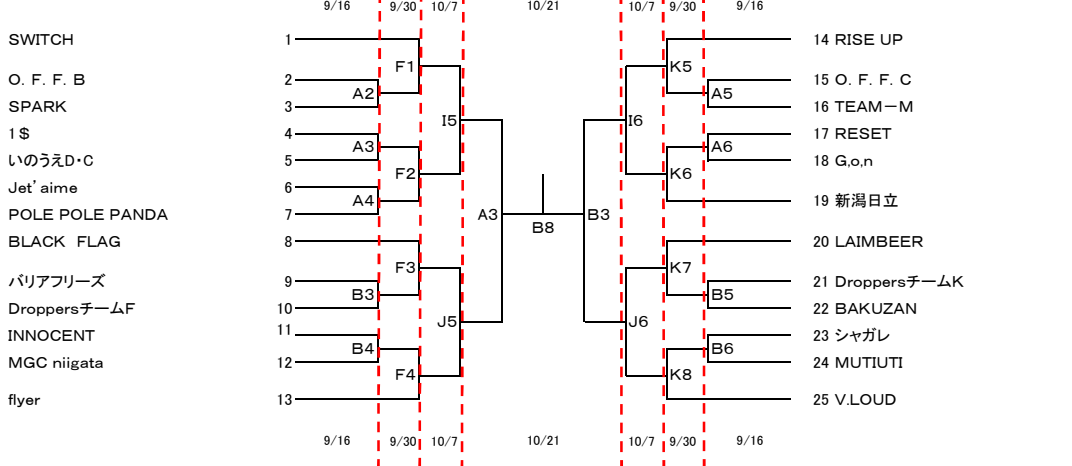 9/16 9/30 10/7 10/21 10/7 9/30 9/16
SWITCH 1 14 RISE UP
F1 K5
O. F. F. B 2 15 O. F. F. C
A2 A5
SPARK 3 16 TEAM－M
I5 I6
1＄ 4 17 RESET
A3 A6
いのうえD・C 5 18 G,o,n
F2 K6
Jet'aime 6
A4 19 新潟日立
POLE POLE PANDA 7
A3 B3
B8
BLACK FLAG 8 20 LAIMBEER
F3 K7
バリアフリーズ 9 21 DroppersチームK
B3 B5
DroppersチームF 10 22 BAKUZAN
J5 J6
INNOCENT 11 23 シャガレ
B4 B6
MGC niigata 12 24 MUTIUTI
F4 K8
flyer 13 25 V.LOUD
9/16 9/30 10/7 10/21 10/7 9/30 9/16